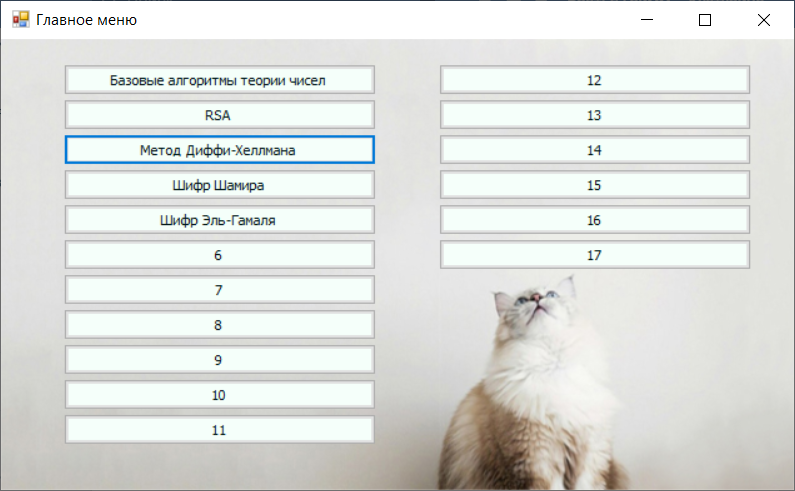 Главное меню
Базовые алгоритмы теории чисел
RSA
Метод Диффи-Хеллмана
Шифр Шамира
Шифр Эль-Гамаля
6
7
8
9
10
11
12
13
14
15
16
17